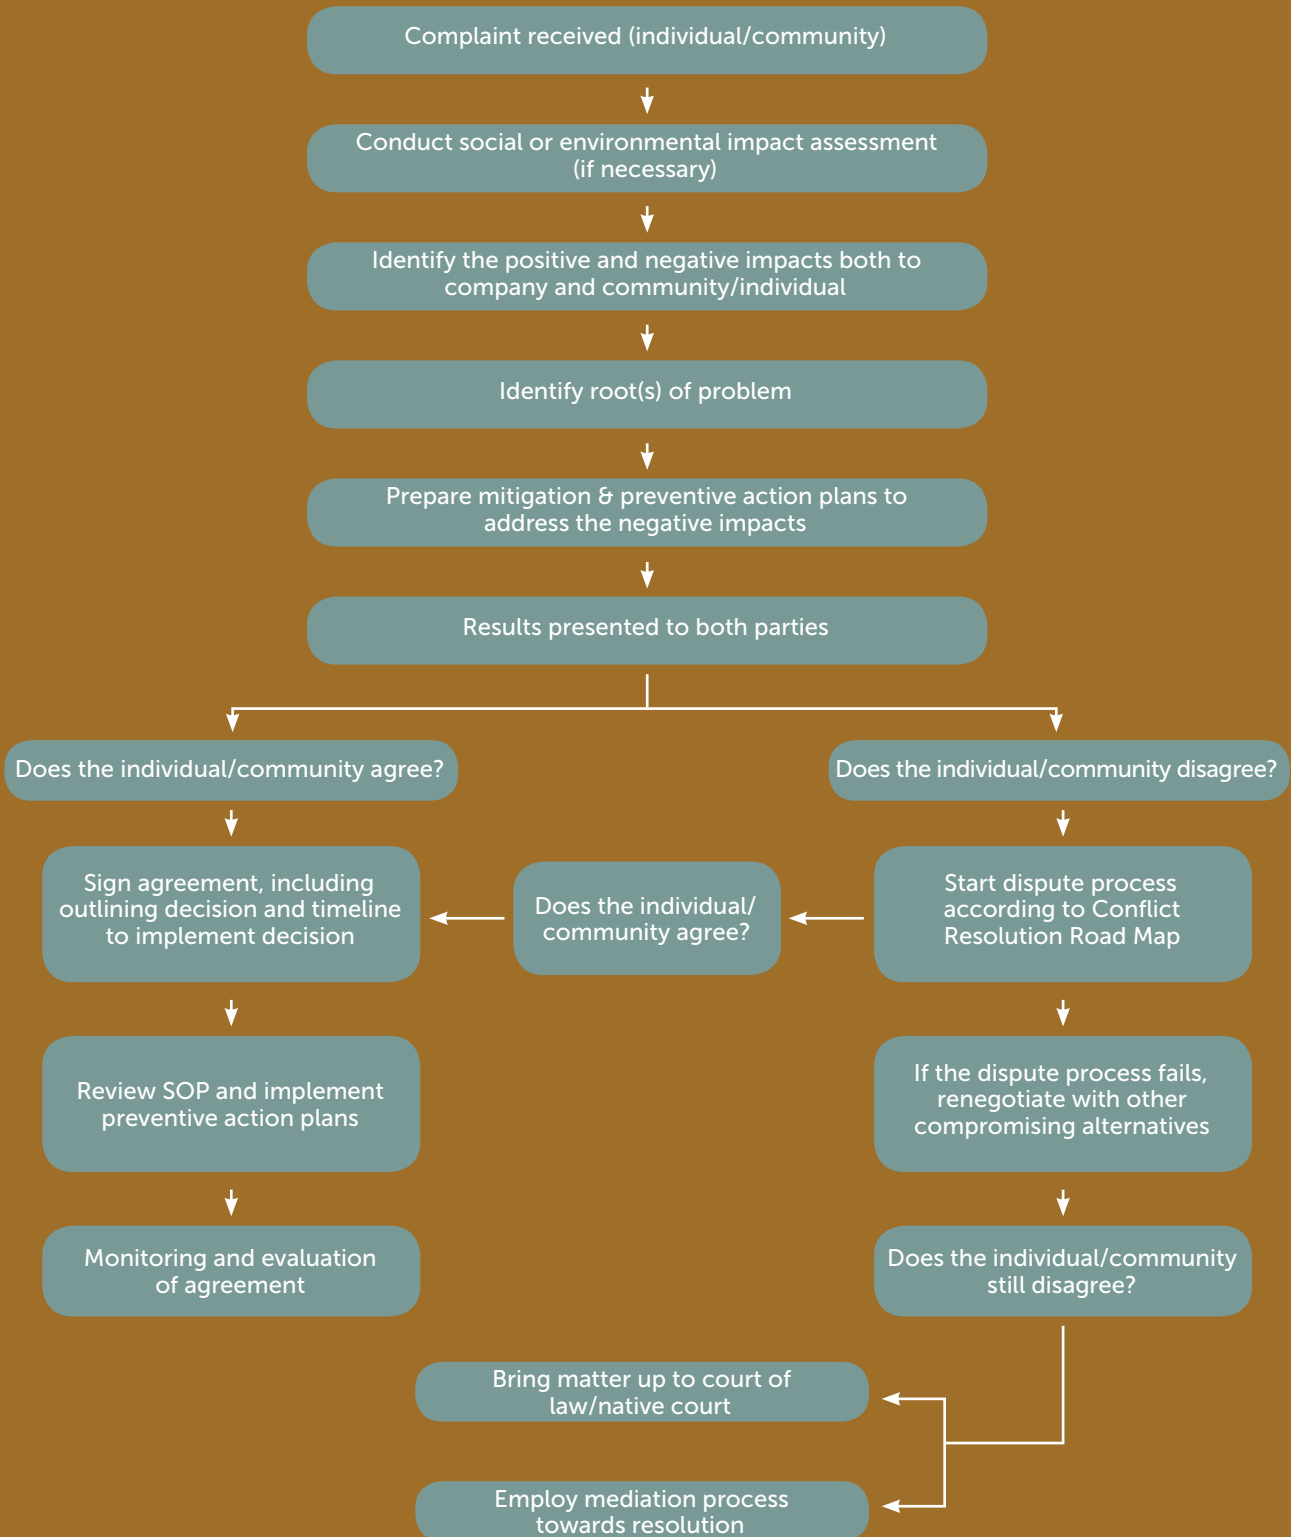 Complaint received (individual/community)
Conduct social or environmental impact assessment
(if necessary)
Identify the positive and negative impacts both to
company and community/individual
Identify root(s) of problem
Prepare mitigation & preventive action plans to
address the negative impacts
Results presented to both parties
Does the individual/community agree?
Does the individual/community disagree?
Sign agreement, including
outlining decision and timeline
to implement decision
Does the individual/
community agree?
Start dispute process
according to Conflict
Resolution Road Map
Review SOP and implement
preventive action plans
If the dispute process fails,
renegotiate with other
compromising alternatives
Monitoring and evaluation
of agreement
Does the individual/community
still disagree?
Bring matter up to court of
law/native court
Employ mediation process
towards resolution